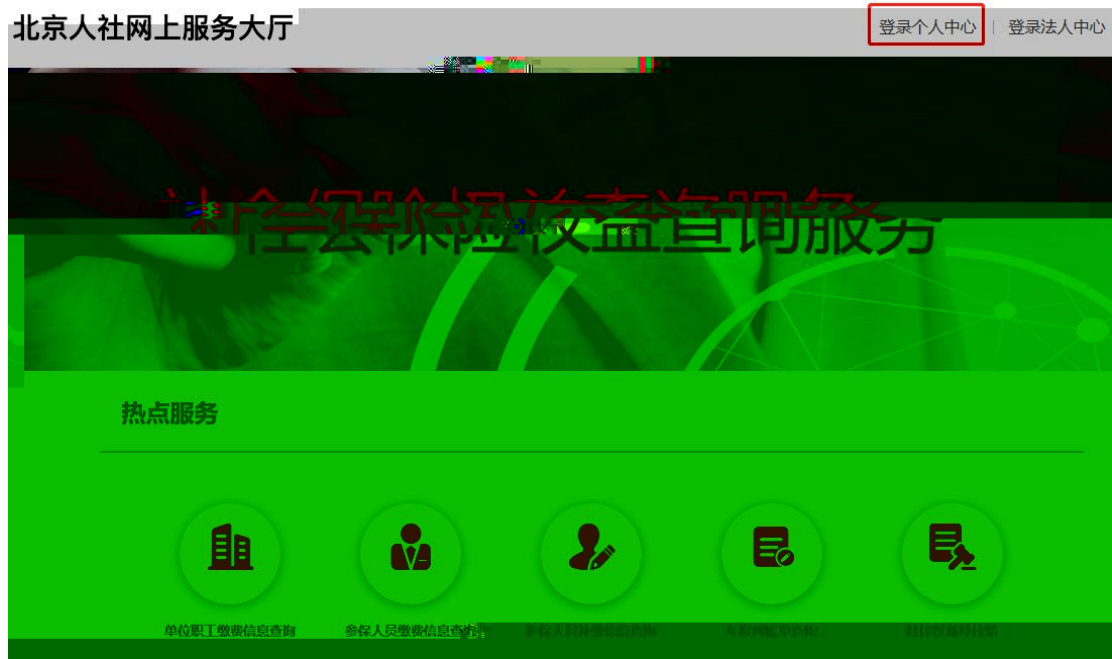 北京人社网上服务大厅
登录个人中心 | 登录法人中心
社会保险权益查询服务
热点服务
单位职工缴费信息查询
参保人员缴费信息查询